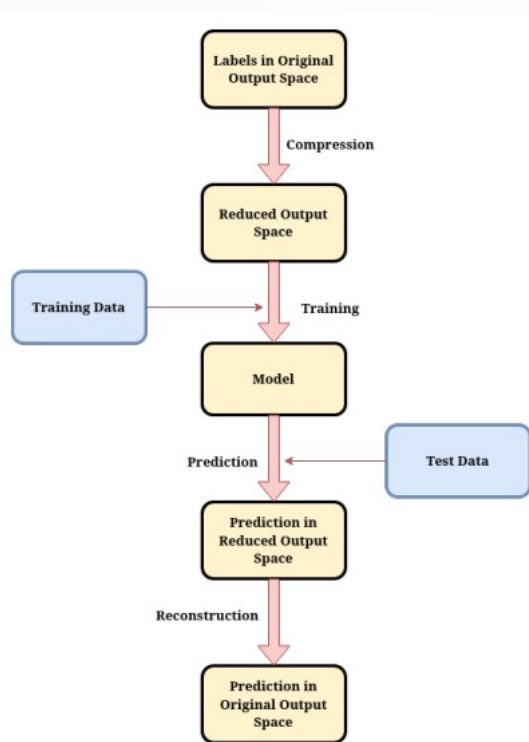 Labels in Original
Output Space
Compression
Reduced Output
Space
Training Data
Training
Model
Prediction
Test Data
Prediction in
Reduced Output
Space
Reconstruction
Prediction in
Original Output
Space